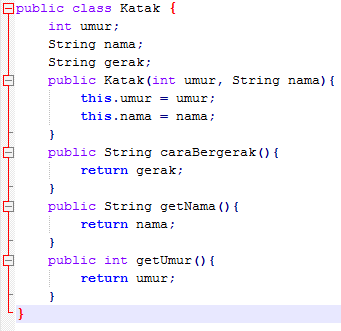 public class Katak {
    int umur;
    String nama;
    String gerak;
    public Katak(int umur, String nama){
        this.umur = umur;
        this.nama = nama;
    }
    public String caraBergerak(){
        return gerak;
    }
    public String getNama(){
        return nama;
    }
    public int getUmur(){
        return umur;
    }
}